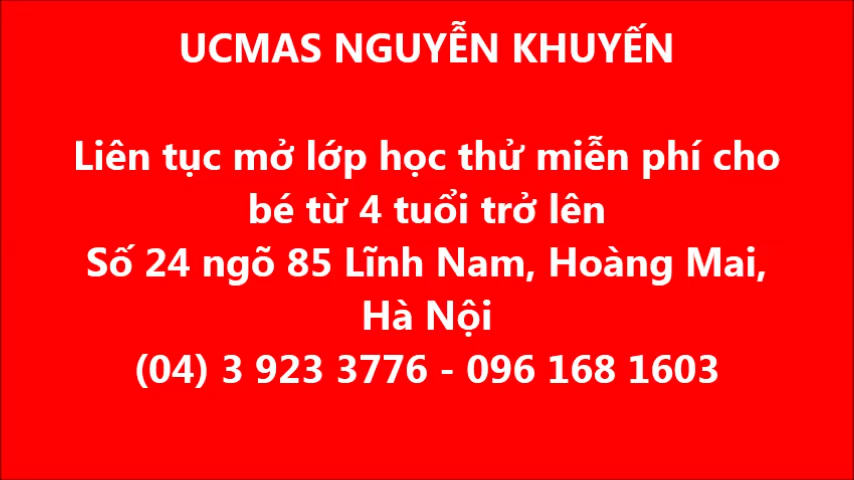 UCMAS NGUYỄN KHUYẾN
Liên tục mở lớp học thử miễn phí cho
bé từ 4 tuổi trở lên
Số 24 ngõ 85 Lĩnh Nam, Hoàng Mai,
Hà Nội
(04) 3 923 3776 - 096 168 1603